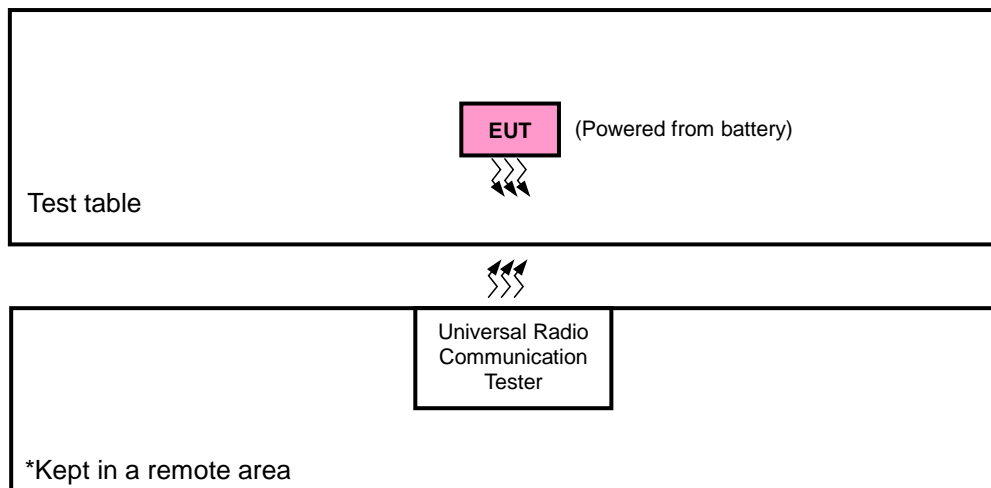 EUT
(Powered from battery)
Test table
Universal Radio
Communication
Tester
*Kept in a remote area